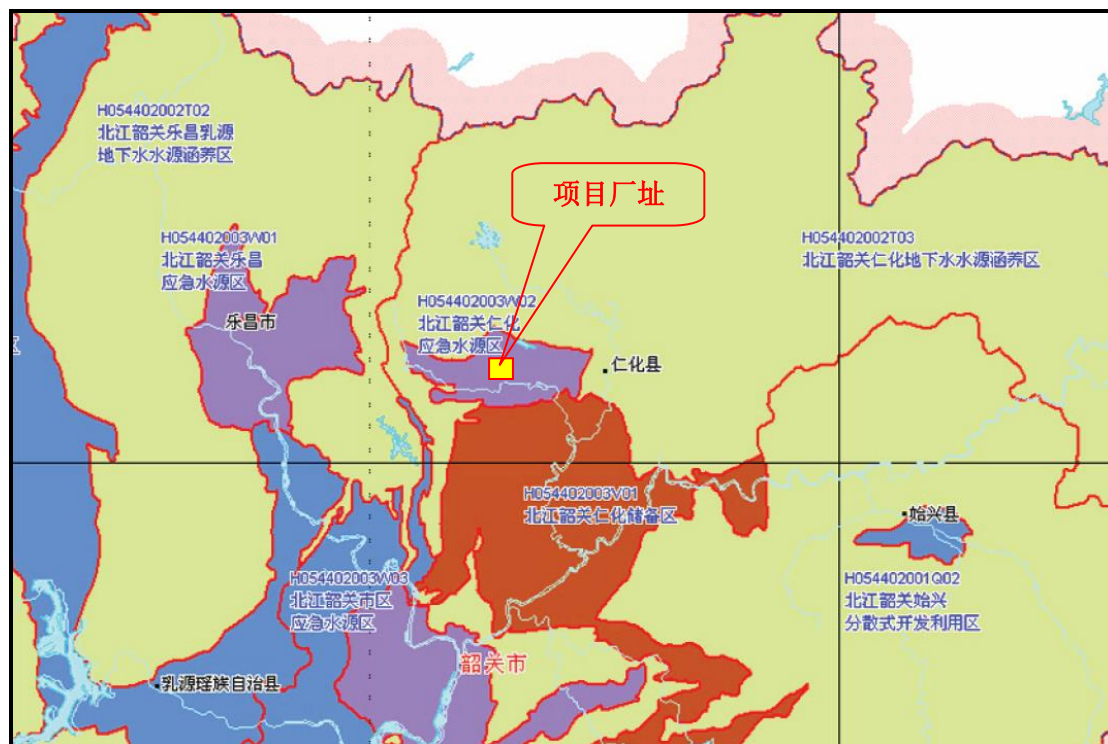 H054402002T02
北江韶关乐昌乳源
地下水水源涵养区
项目厂址
H054402003W01
北江韶关乐昌
应急水源区
H054402002T03
北江韶关仁化地下水水源涵养区
H054402003W02
北江韶关仁化
应急水源区
乐昌市
仁化县
区
H054402003V01
北江韶关仁化储备区
始兴县
H054402003W03
北江韶关市区
应急水源区
H054402001Q02
北江韶关始兴
分散式开发利用区
韶关市
乳源瑶族自治县